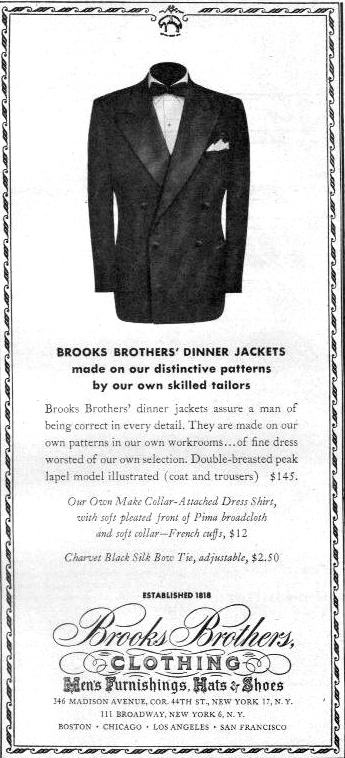 BROOKS BROTHERS' DINNER JACKETS
made on our distinctive patterns
by our own skilled tailors
Brooks Brothers' dinner jackets assure a man of
being correct in every detail. They are made on our
own patterns in our own workrooms...of fine dress
worsted of our own selection. Double-breasted peak
lapel model illustrated (coat and trousers) $145.
Our Own Make Collar-Attached Dress Shirt,
with soft pleated front of Pima broadcloth
and soft collar—French cuffs, $12
Charvet Black Silk Bow Tie, adjustable, $2.50
ESTABLISHED 1818
Brooks Brothers,
CLOTHING
Men's Furnishings, Hats & Shoes
346 MADISON AVENUE, COR. 44TH ST., NEW YORK 17, N. Y.
111 BROADWAY, NEW YORK 6, N. Y.
BOSTON • CHICAGO • LOS ANGELES • SAN FRANCISCO